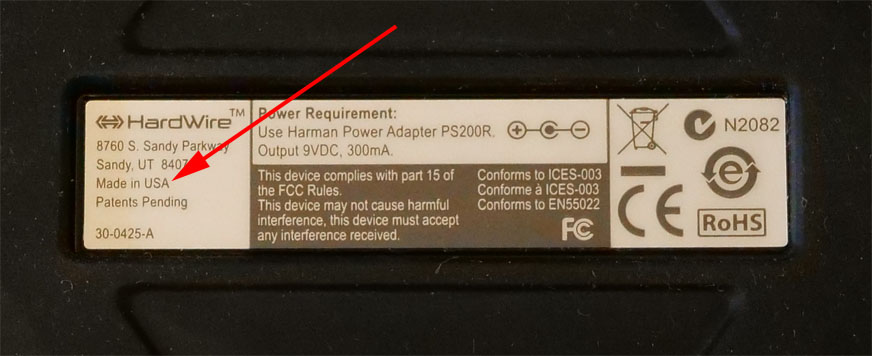 HardWire™
8760 S. Sandy Parkway
Sandy, UT
Made in USA
Patents Pending
30-0425-A
Power Requirement:
Use Harman Power Adapter PS200R.
Output 9VDC, 300mA.
This device complies with part 15 of
the FCC Rules.
This device may not cause harmful
interference, this device must accept
any interference received.
Conforms to ICES-003
Conforme à ICES-003
Conforms to EN55022
FC
N2082
e
CE
RoHS